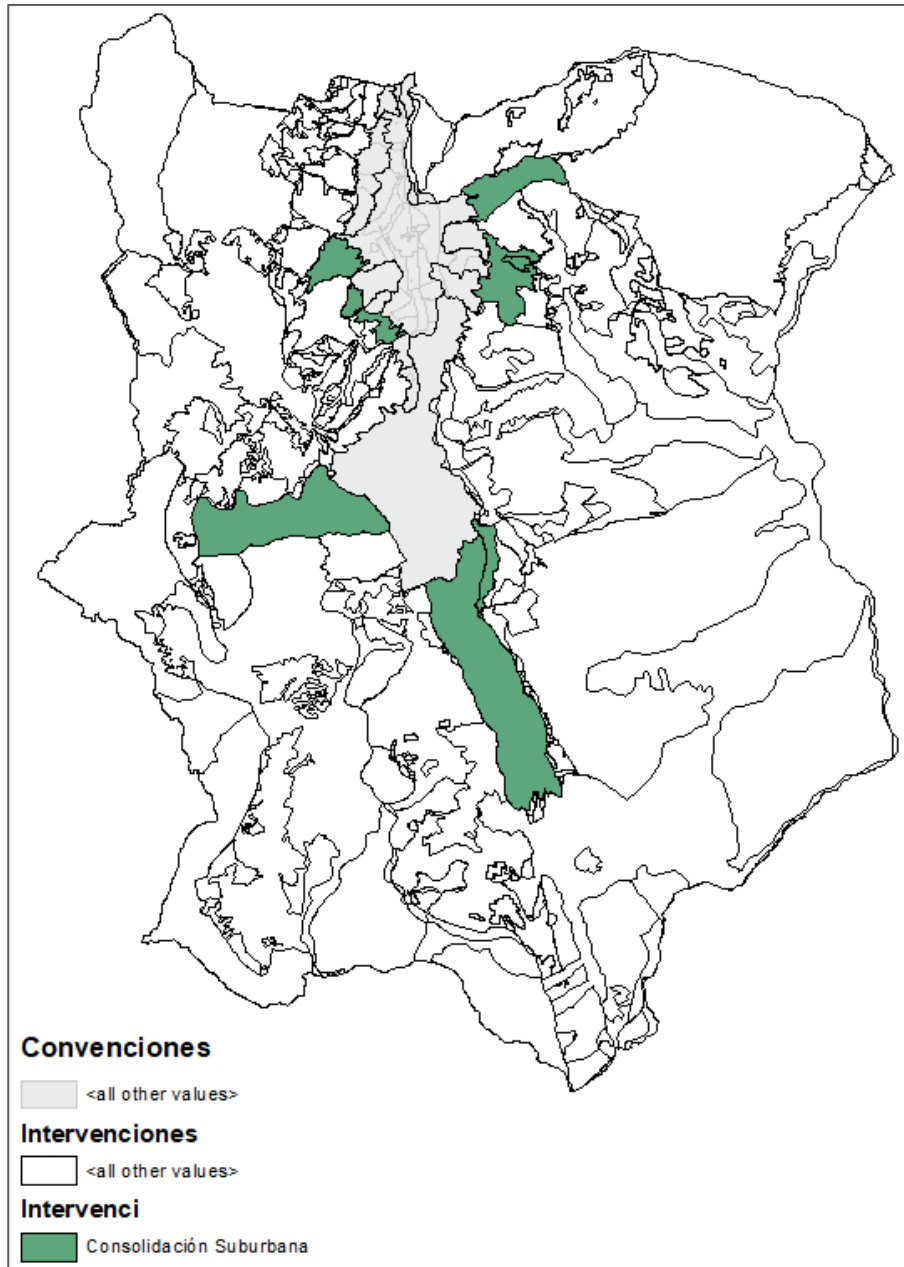 Convenciones
<all other values>
Intervenciones
<all other values>
Intervenci
Consolidación Suburbana